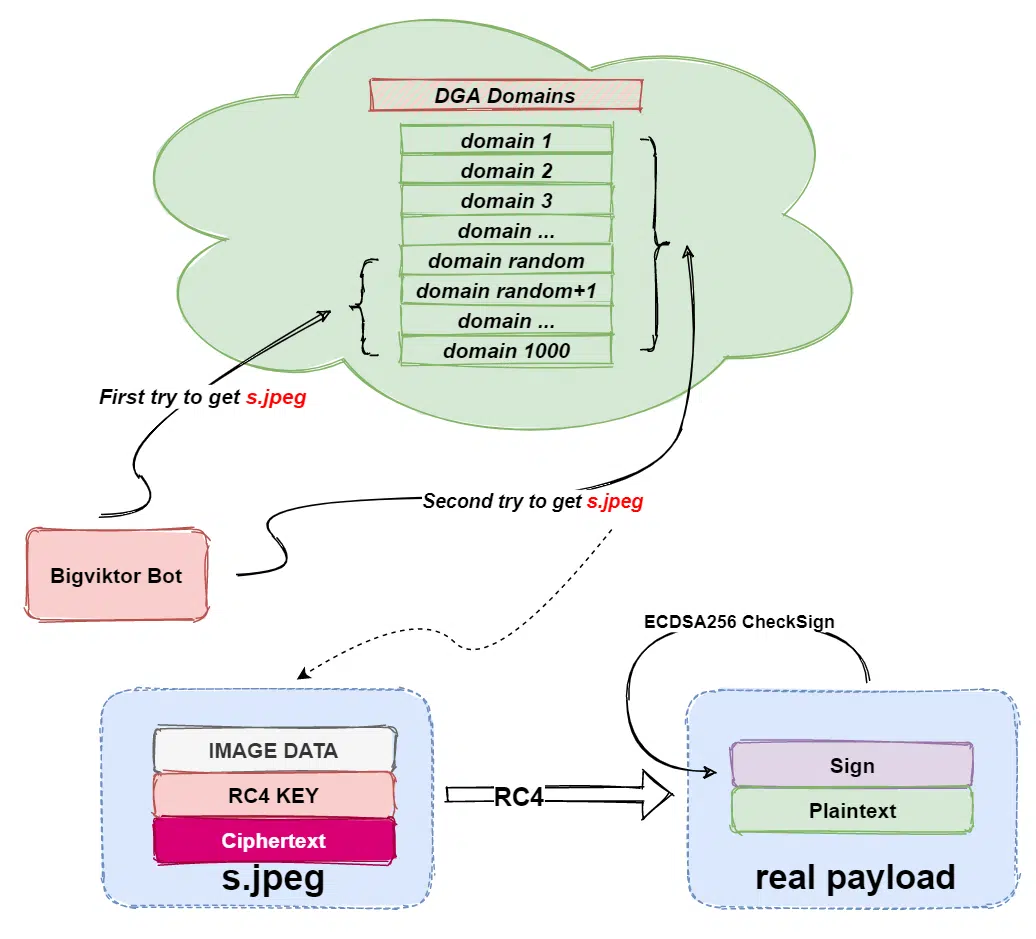 DGA Domains
domain 1
domain 2
domain 3
domain ...
domain random
domain random+1
domain ...
domain 1000
First try to get s.jpeg
Second try to get s.jpeg
Bigviktor Bot
ECDSA256 CheckSign
IMAGE DATA
RC4 KEY
Ciphertext
s.jpeg
RC4
Sign
Plaintext
real payload